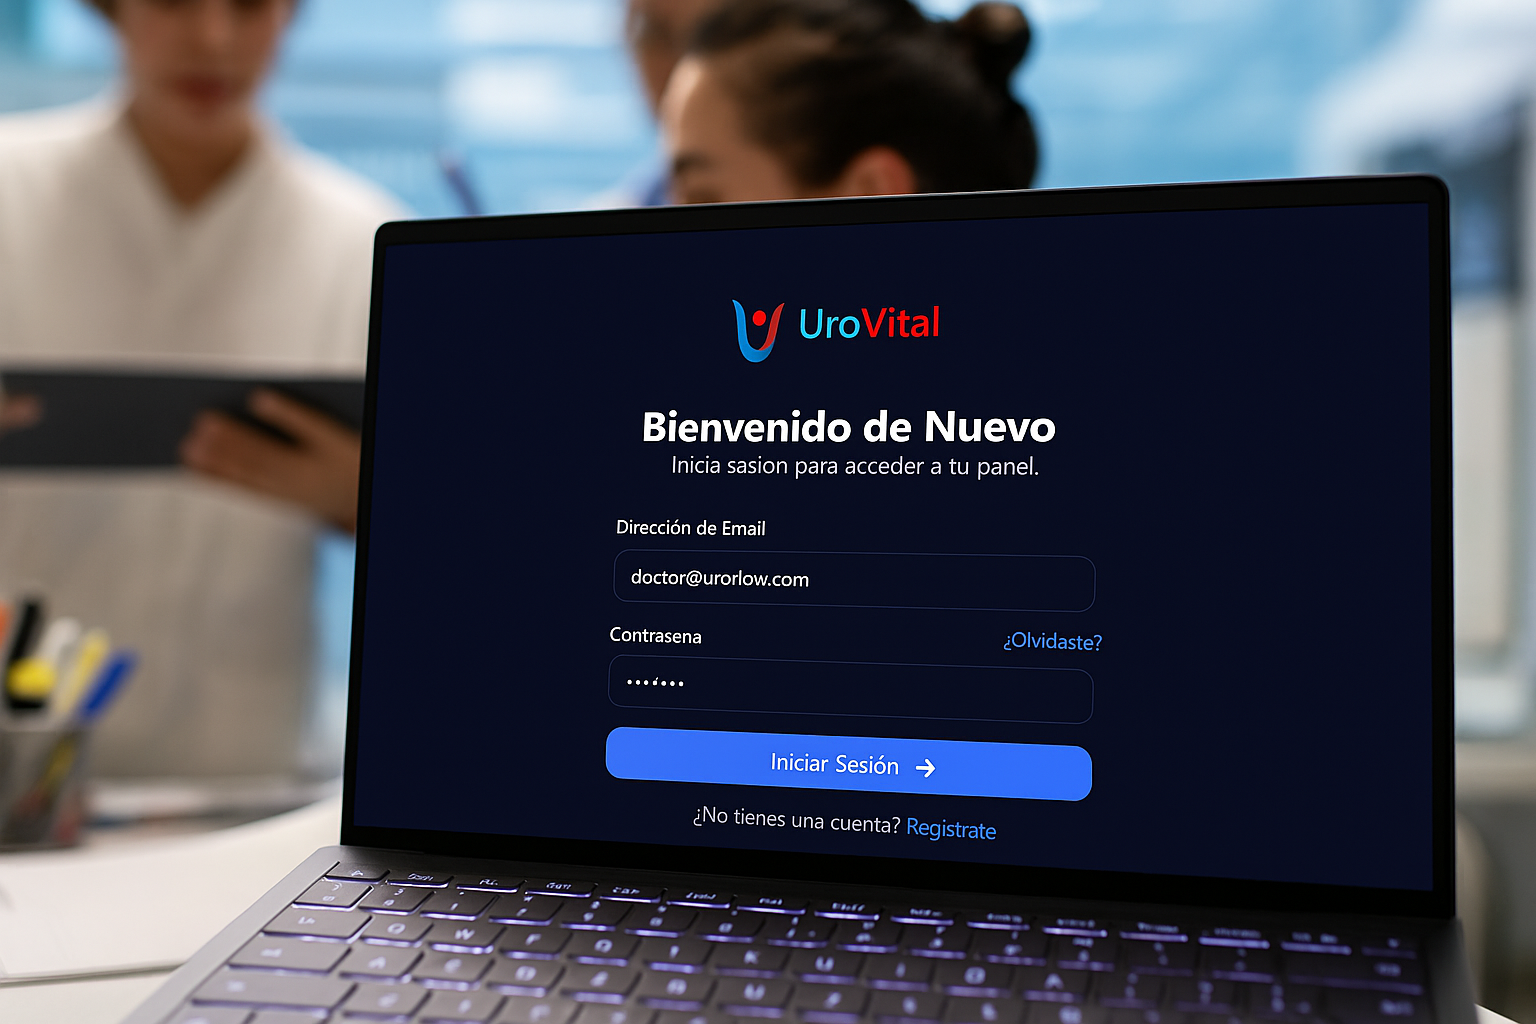 UroVital
Bienvenido de Nuevo
Inicia sasion para acceder a tu panel.
Dirección de Email
doctor@urorlow.com
Contrasena
¿Olvidaste?
Iniciar Sesión →
¿No tienes una cuenta? Registrate